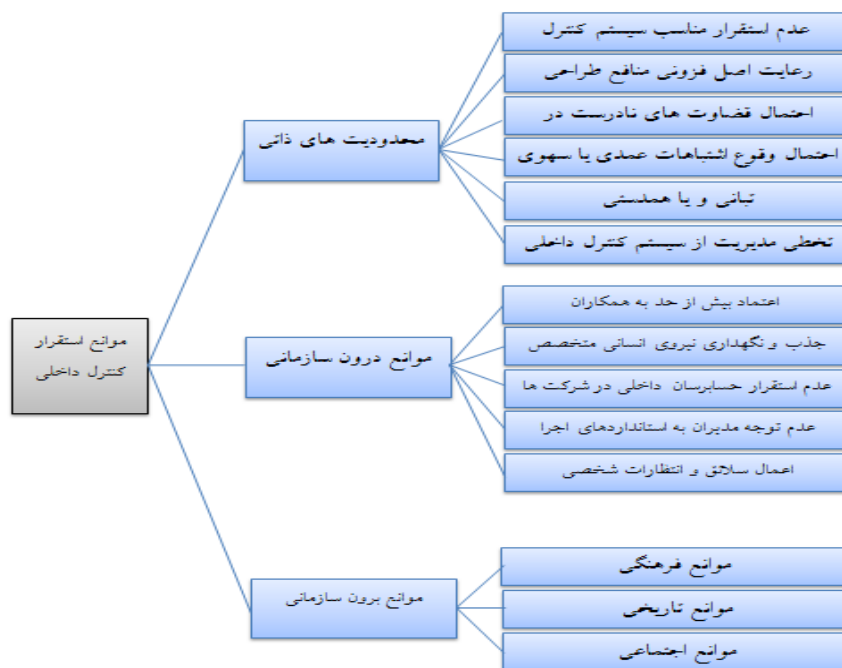 موانع استقرار
کنترل داخلی
محدودیت های ذاتی
عدم استقرار مناسب سیستم کنترل
رعایت اصل فزونی منافع طراحی
احتمال قضاوت های نادرست در
احتمال وقوع اشتباهات عمدی یا سهوی
تبانی و یا همدستی
تخطی مدیریت از سیستم کنترل داخلی
موانع درون سازمانی
اعتماد بیش از حد به همکاران
جذب و نگهداری نیروی انسانی متخصص
عدم استقرار حسابرسان داخلی در شرکت ها
عدم توجه مدیران به استانداردهای اجرا
اعمال سلائق و انتظارات شخصی
موانع برون سازمانی
موانع فرهنگی
موانع تاریخی
موانع اجتماعی